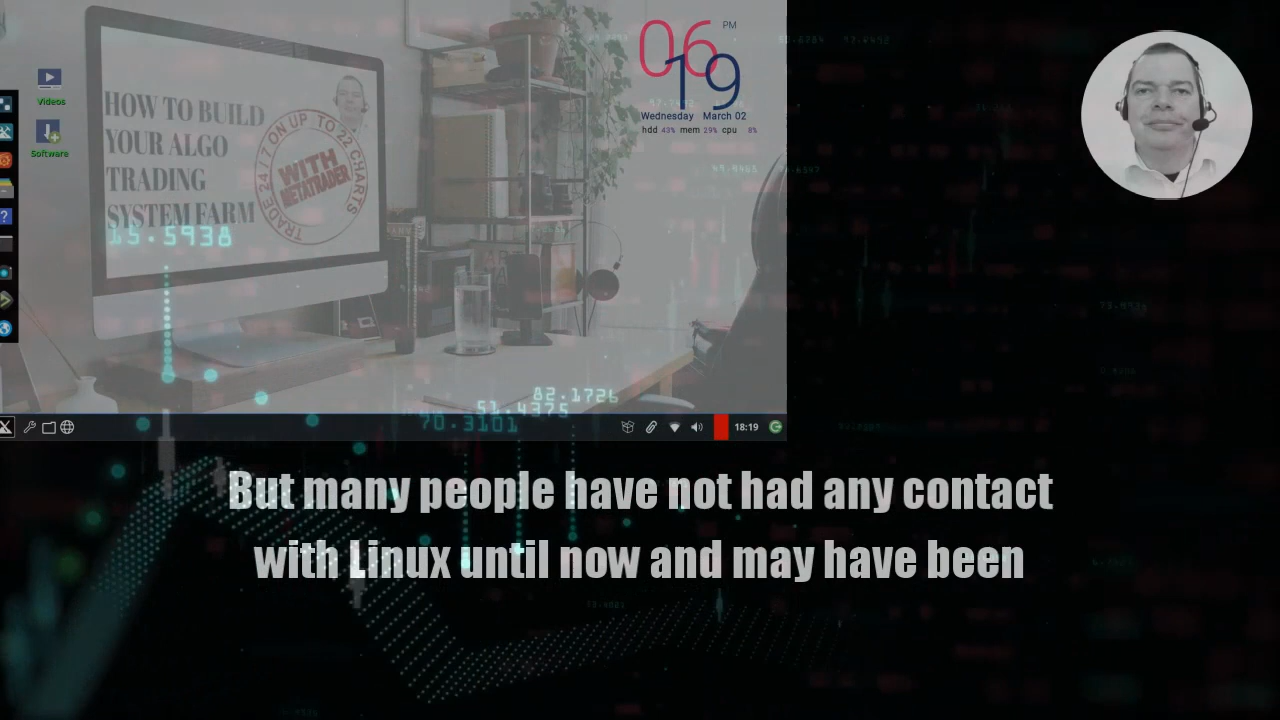 PM
06
19
Wednesday March 02
hdd 43% mem 29% cpu 8%
Videos
Software
HOW TO BUILD
YOUR ALGO
TRADING
SYSTEM FARM
TRADE 24/7 ON UP TO 22 CHARTS
WITH
METATRADER
15.5938
82.1726
51.4375
70.3101
18:19
But many people have not had any contact
with Linux until now and may have been